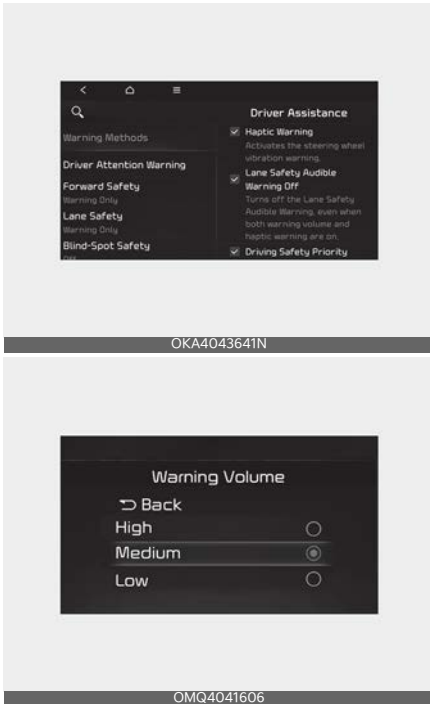 Driver Assistance
Warning Methods
Driver Attention Warning
Forward Safety
Warning Only
Lane Safety
Warning Only
Blind-Spot Safety
Off
Haptic Warning
Activates the steering wheel
vibration warning.
Lane Safety Audible
Warning Off
Turns off the Lane Safety
Audible Warning, even when
both warning volume and
haptic warning are on.
Driving Safety Priority
OKA4043641N
Warning Volume
Back
High
Medium
Low
OMQ4041606